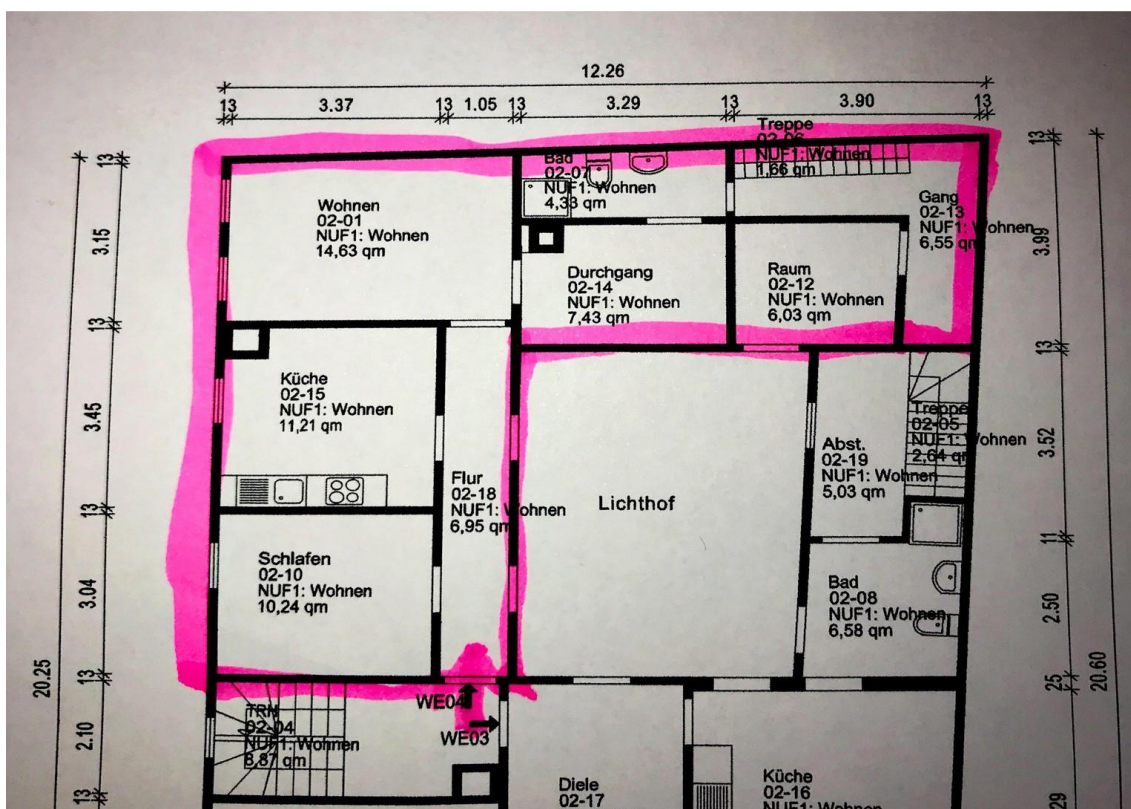 12.26
13 3.37 13 1.05 13 3.29 13 3.90 13
Treppe
02-06
NUF1: Wohnen
1,66 qm
Bad
02-07
NUF1: Wohnen
4,33 qm
Wohnen
02-01
NUF1: Wohnen
14,63 qm
Gang
02-13
NUF1: Wohnen
6,55 qm
Durchgang
02-14
NUF1: Wohnen
7,43 qm
Raum
02-12
NUF1: Wohnen
6,03 qm
Küche
02-15
NUF1: Wohnen
11,21 qm
Flur
02-18
NUF1: Wohnen
6,95 qm
Lichthof
Treppe
02-05
NUF1: Wohnen
2,64 qm
Abst.
02-19
NUF1: Wohnen
5,03 qm
Schlafen
02-10
NUF1: Wohnen
10,24 qm
Bad
02-08
NUF1: Wohnen
6,58 qm
WE04
WE03
TRH
02-04
NUF1: Wohnen
8,87 qm
Diele
02-17
Küche
02-16
NUF1: Wohnen
13
3.15
13
3.45
13
3.04
13
2.10
13
20.25
13
3.99
13
3.52
11
2.50
25
29
20.60